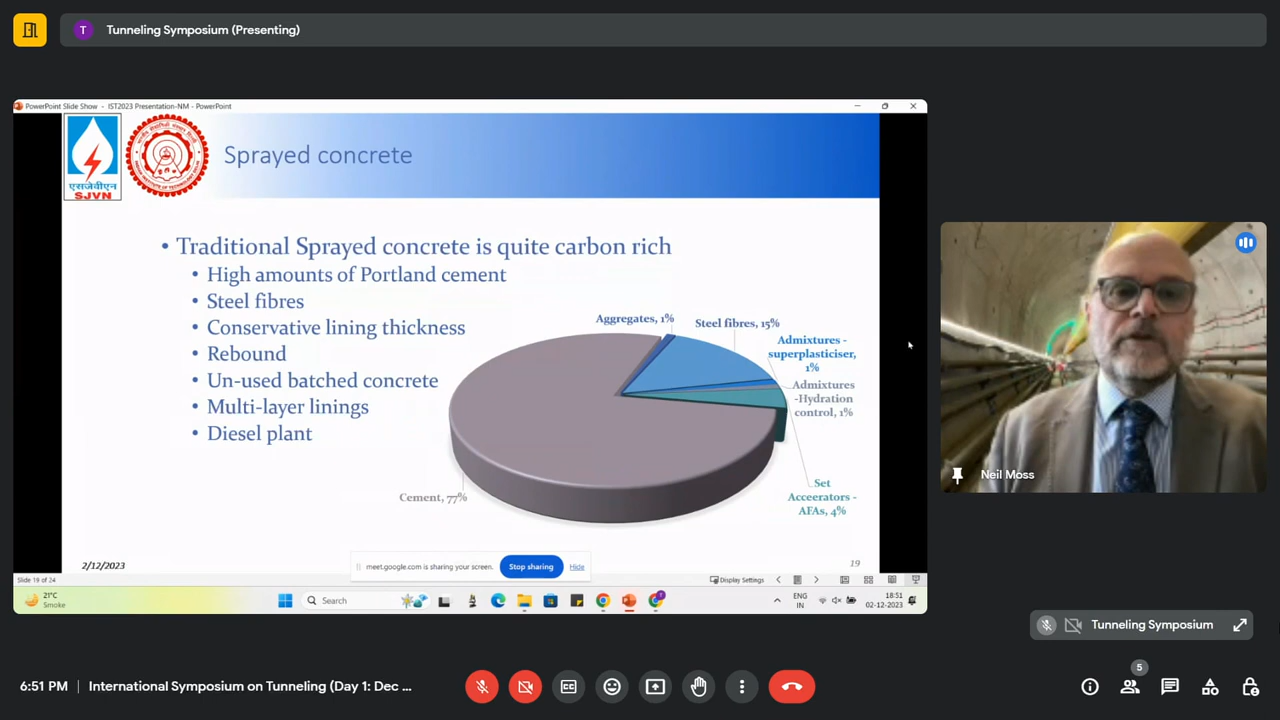 T
Tunneling Symposium (Presenting)
PowerPoint Slide Show - IST2023 Presentation-NM - PowerPoint
एसजेवीएन
SJVN
Sprayed concrete
• Traditional Sprayed concrete is quite carbon rich
• High amounts of Portland cement
• Steel fibres
• Conservative lining thickness
• Rebound
• Un-used batched concrete
• Multi-layer linings
• Diesel plant
Aggregates, 1%
Steel fibres, 15%
Admixtures -
superplasticiser,
1%
Admixtures
-Hydration
control, 1%
Set
Acceerators -
AFAs, 4%
Cement, 77%
2/12/2023
19
meet.google.com is sharing your screen.
Stop sharing
Hide
Slide 19 of 24
Display Settings
21°C
Smoke
Search
ENG
IN
18:51
02-12-2023
Neil Moss
Tunneling Symposium
6:51 PM | International Symposium on Tunneling (Day 1: Dec ...
5